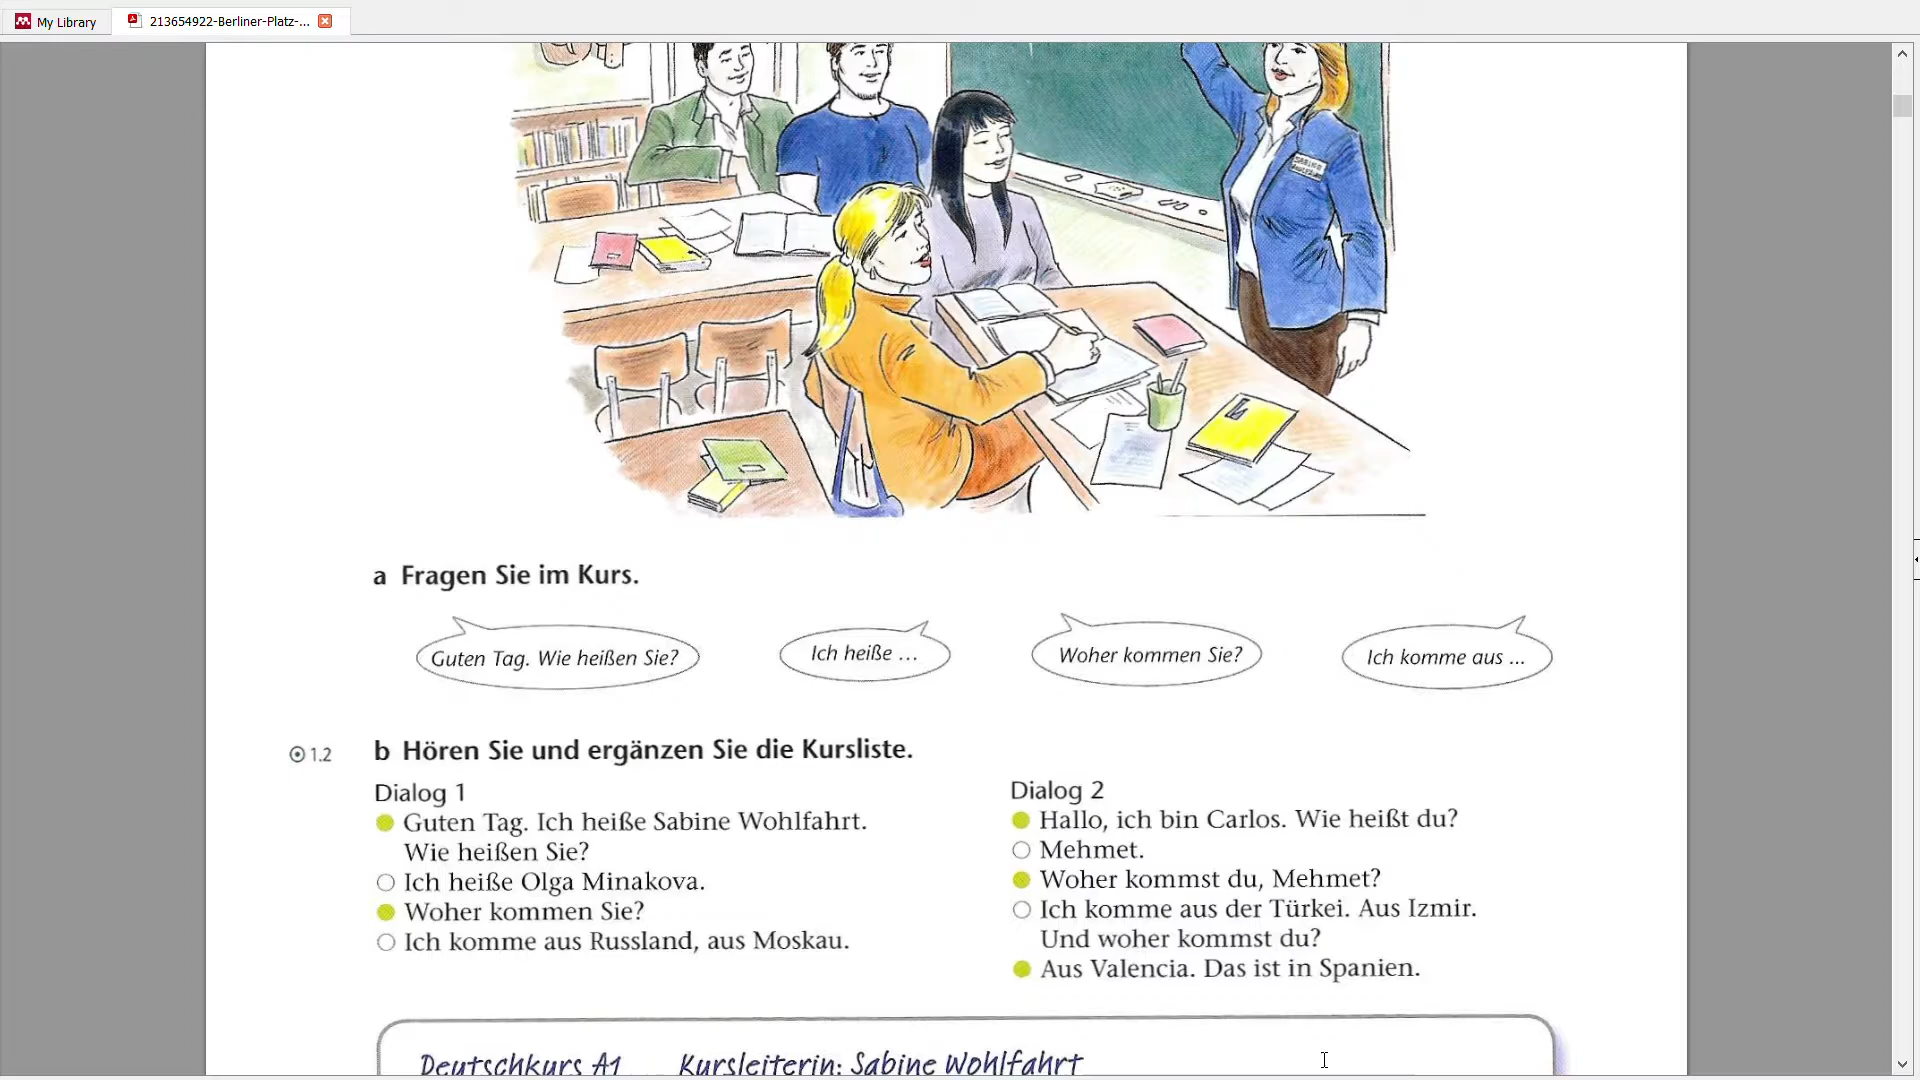 My Library
213654922-Berliner-Platz-...
a Fragen Sie im Kurs.
Guten Tag. Wie heißen Sie?
Ich heiße ...
Woher kommen Sie?
Ich komme aus ...
1.2
b Hören Sie und ergänzen Sie die Kursliste.
Dialog 1
Guten Tag. Ich heiße Sabine Wohlfahrt.
Wie heißen Sie?
Ich heiße Olga Minakova.
Woher kommen Sie?
Ich komme aus Russland, aus Moskau.
Dialog 2
Hallo, ich bin Carlos. Wie heißt du?
Mehmet.
Woher kommst du, Mehmet?
Ich komme aus der Türkei. Aus Izmir.
Und woher kommst du?
Aus Valencia. Das ist in Spanien.
Deutschkurs A1 Kursleiterin: Sabine Wohlfahrt